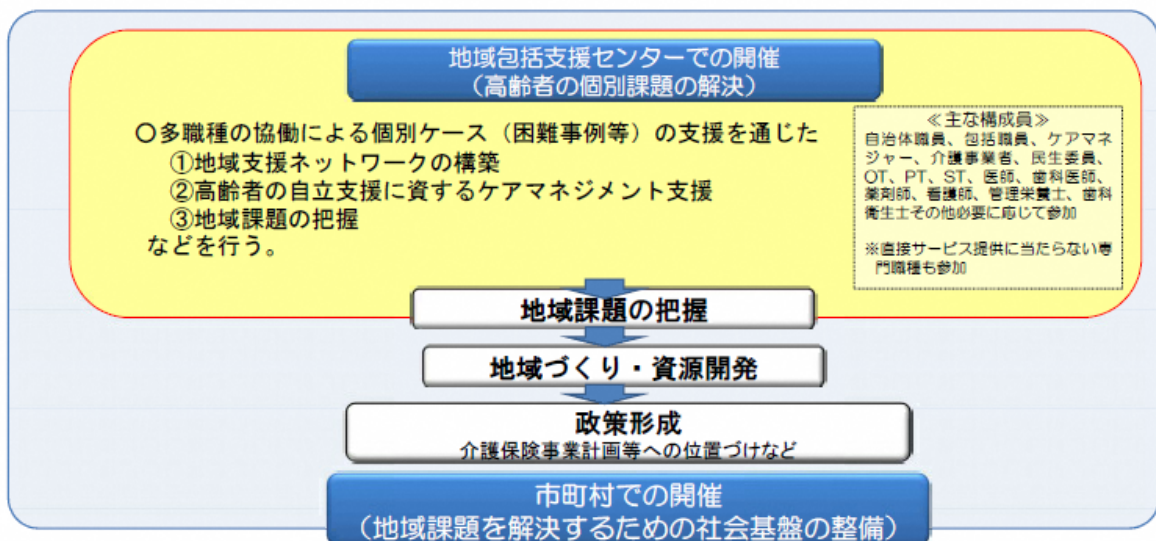 地域包括支援センターでの開催
（高齢者の個別課題の解決）
〇多職種の協働による個別ケース（困難事例等）の支援を通じた
①地域支援ネットワークの構築
②高齢者の自立支援に資するケアマネジメント支援
③地域課題の把握
などを行う。
≪主な構成員≫
自治体職員、包括職員、ケアマネ
ジャー、介護事業者、民生委員、
OT、PT、ST、医師、歯科医師、
薬剤師、看護師、管理栄養士、歯科
衛生士その他必要に応じて参加
※直接サービス提供に当たらない専
門職種も参加
地域課題の把握
地域づくり・資源開発
政策形成
介護保険事業計画等への位置づけなど
市町村での開催
（地域課題を解決するための社会基盤の整備）